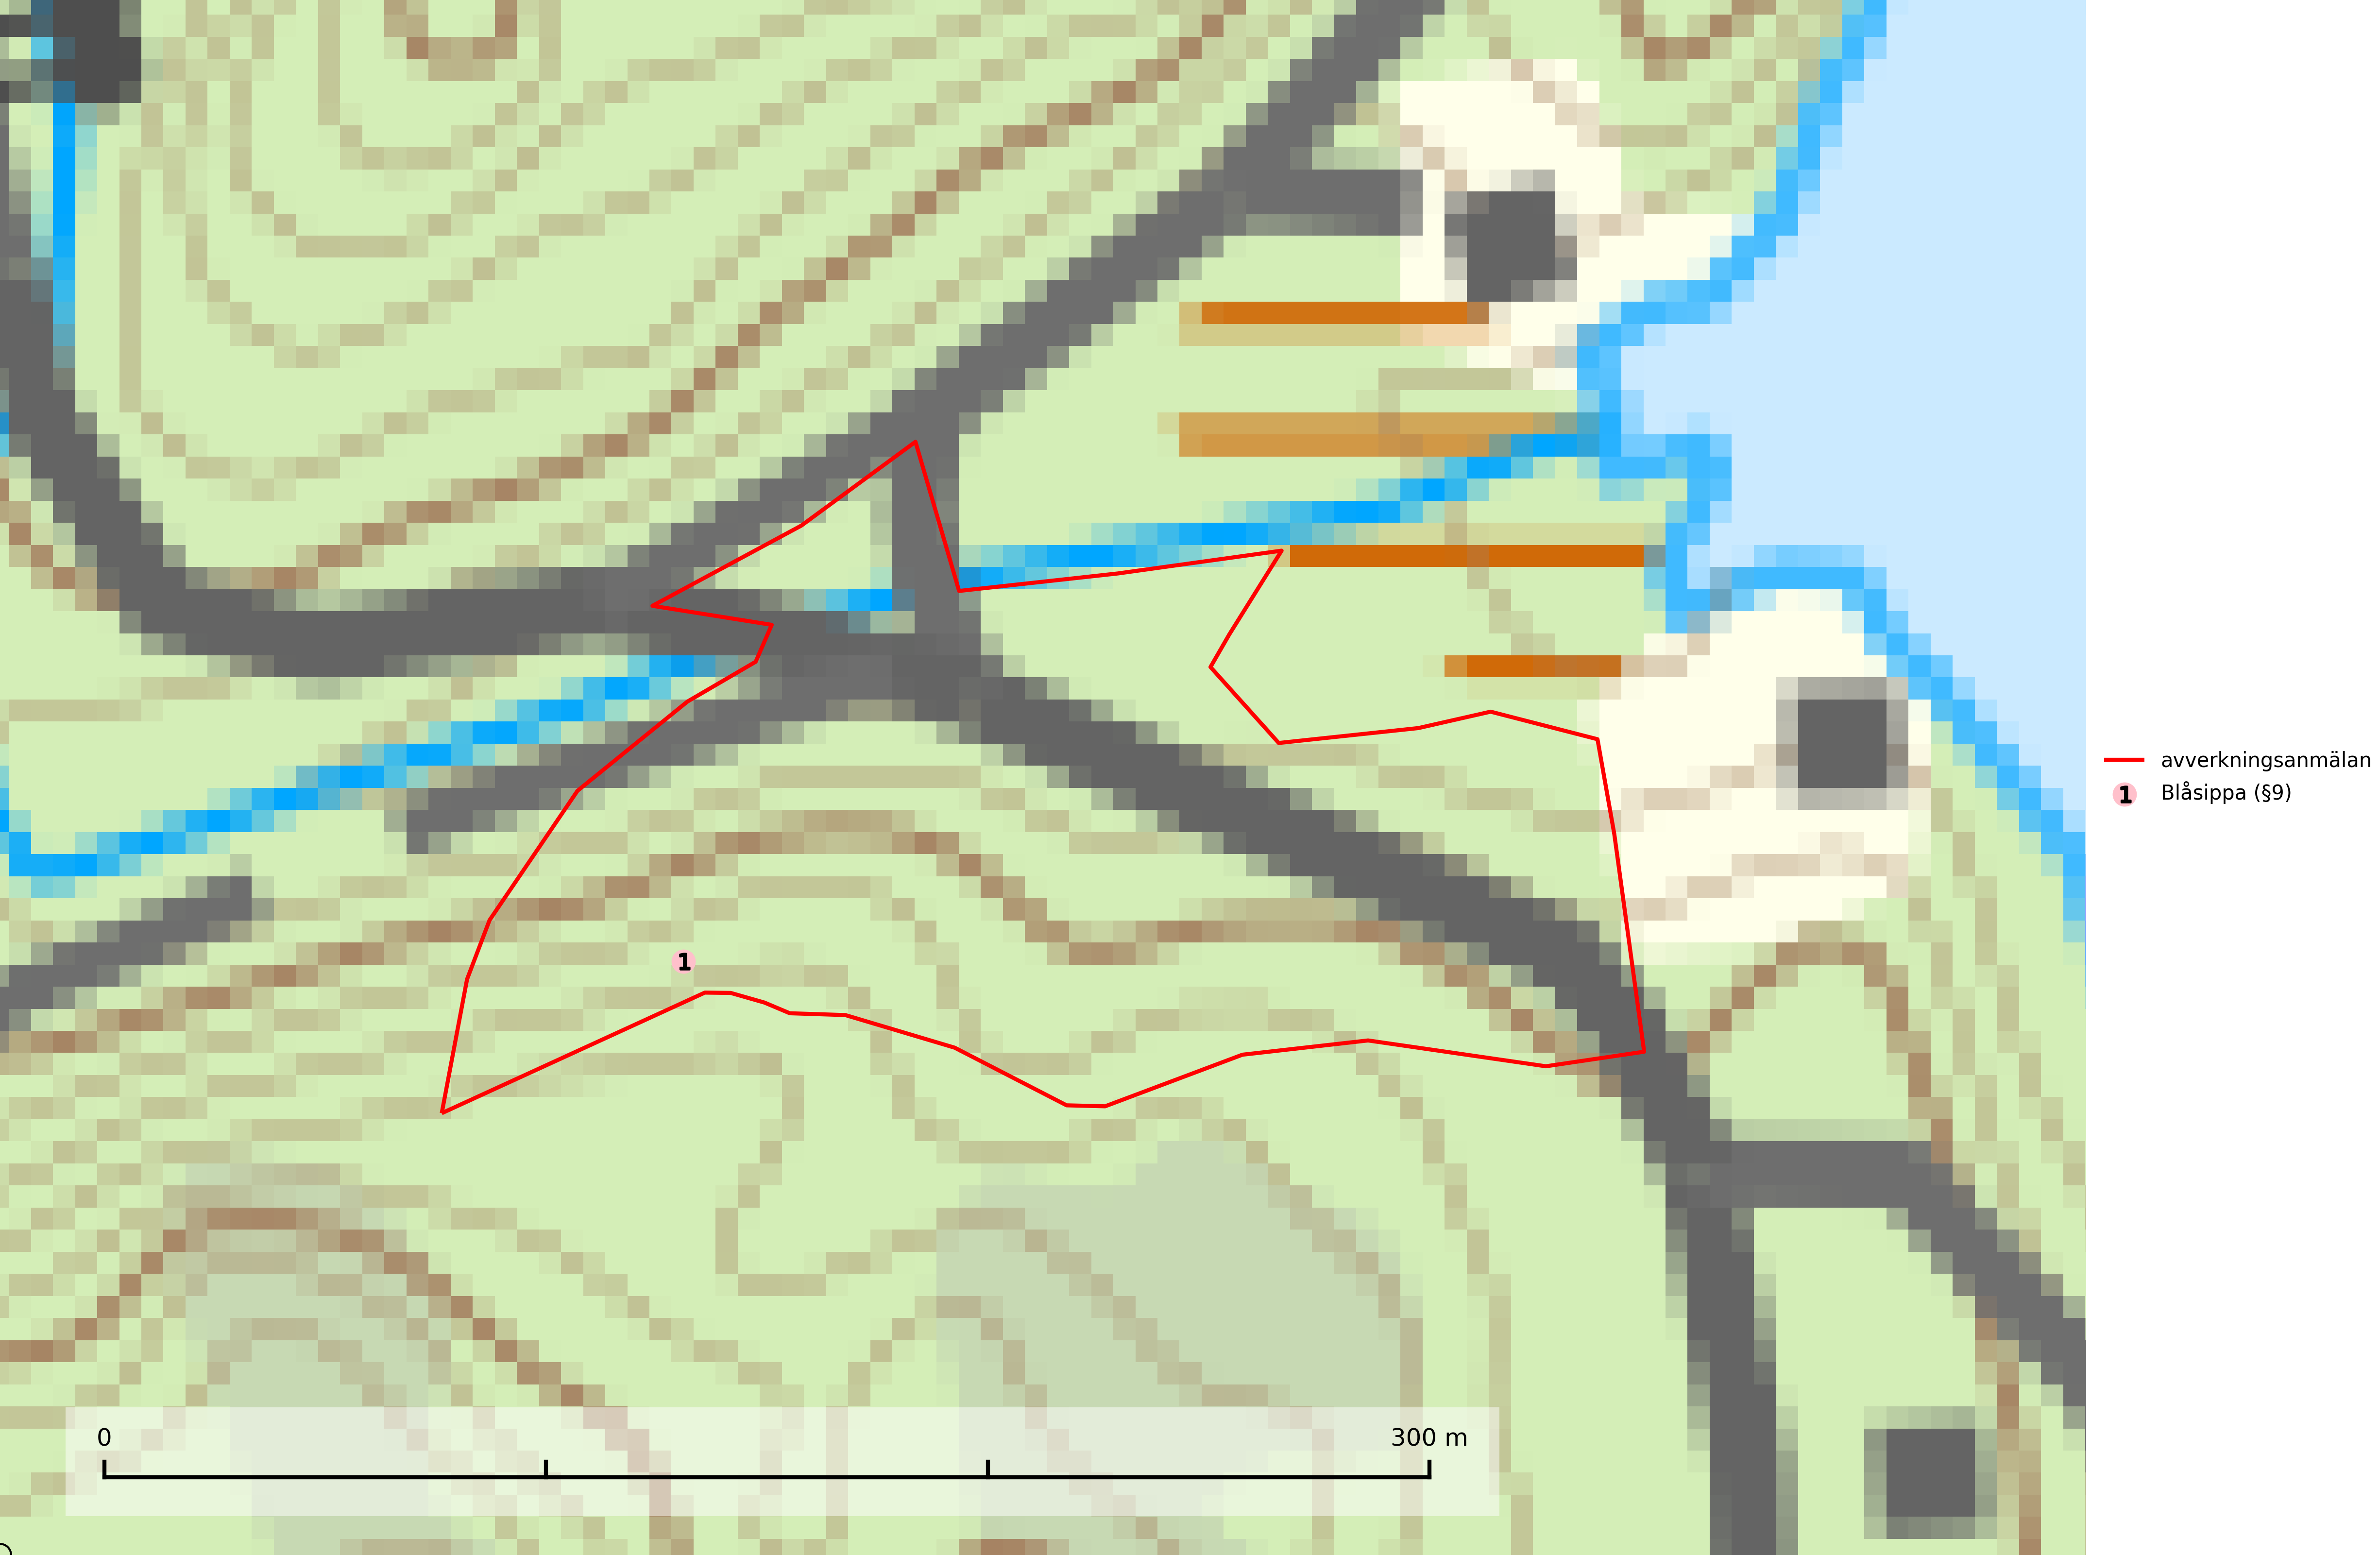 1
avverkningsanmälan
1 Blåsippa (§9)
0 300 m